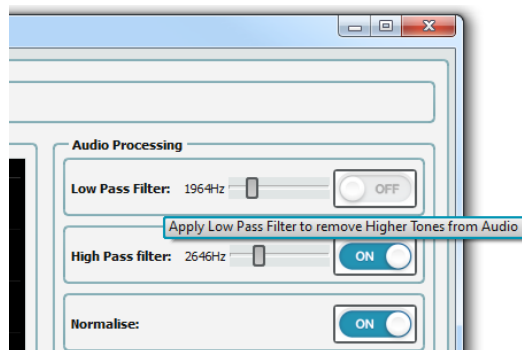 Audio Processing
Low Pass Filter: 1964Hz OFF
Apply Low Pass Filter to remove Higher Tones from Audio
High Pass filter: 2646Hz ON
Normalise: ON